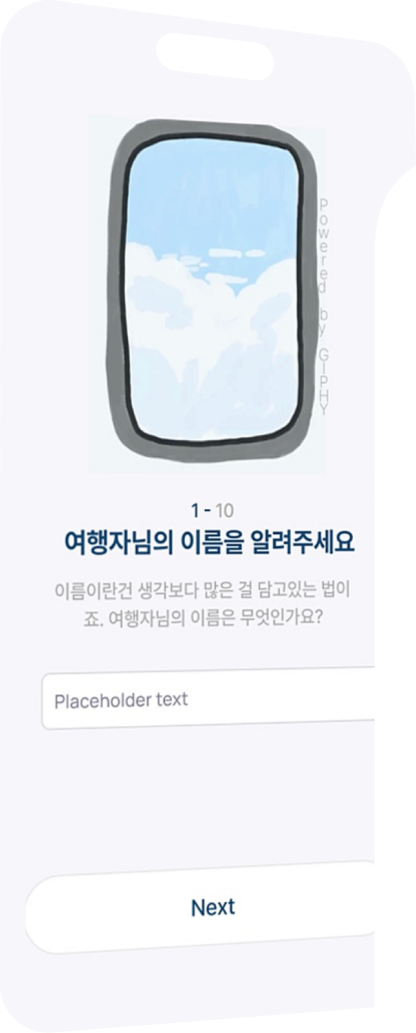 Powered by GIPHY
1 - 10
여행자님의 이름을 알려주세요
이름이란건 생각보다 많은 걸 담고있는 법이
죠. 여행자님의 이름은 무엇인가요?
Placeholder text
Next